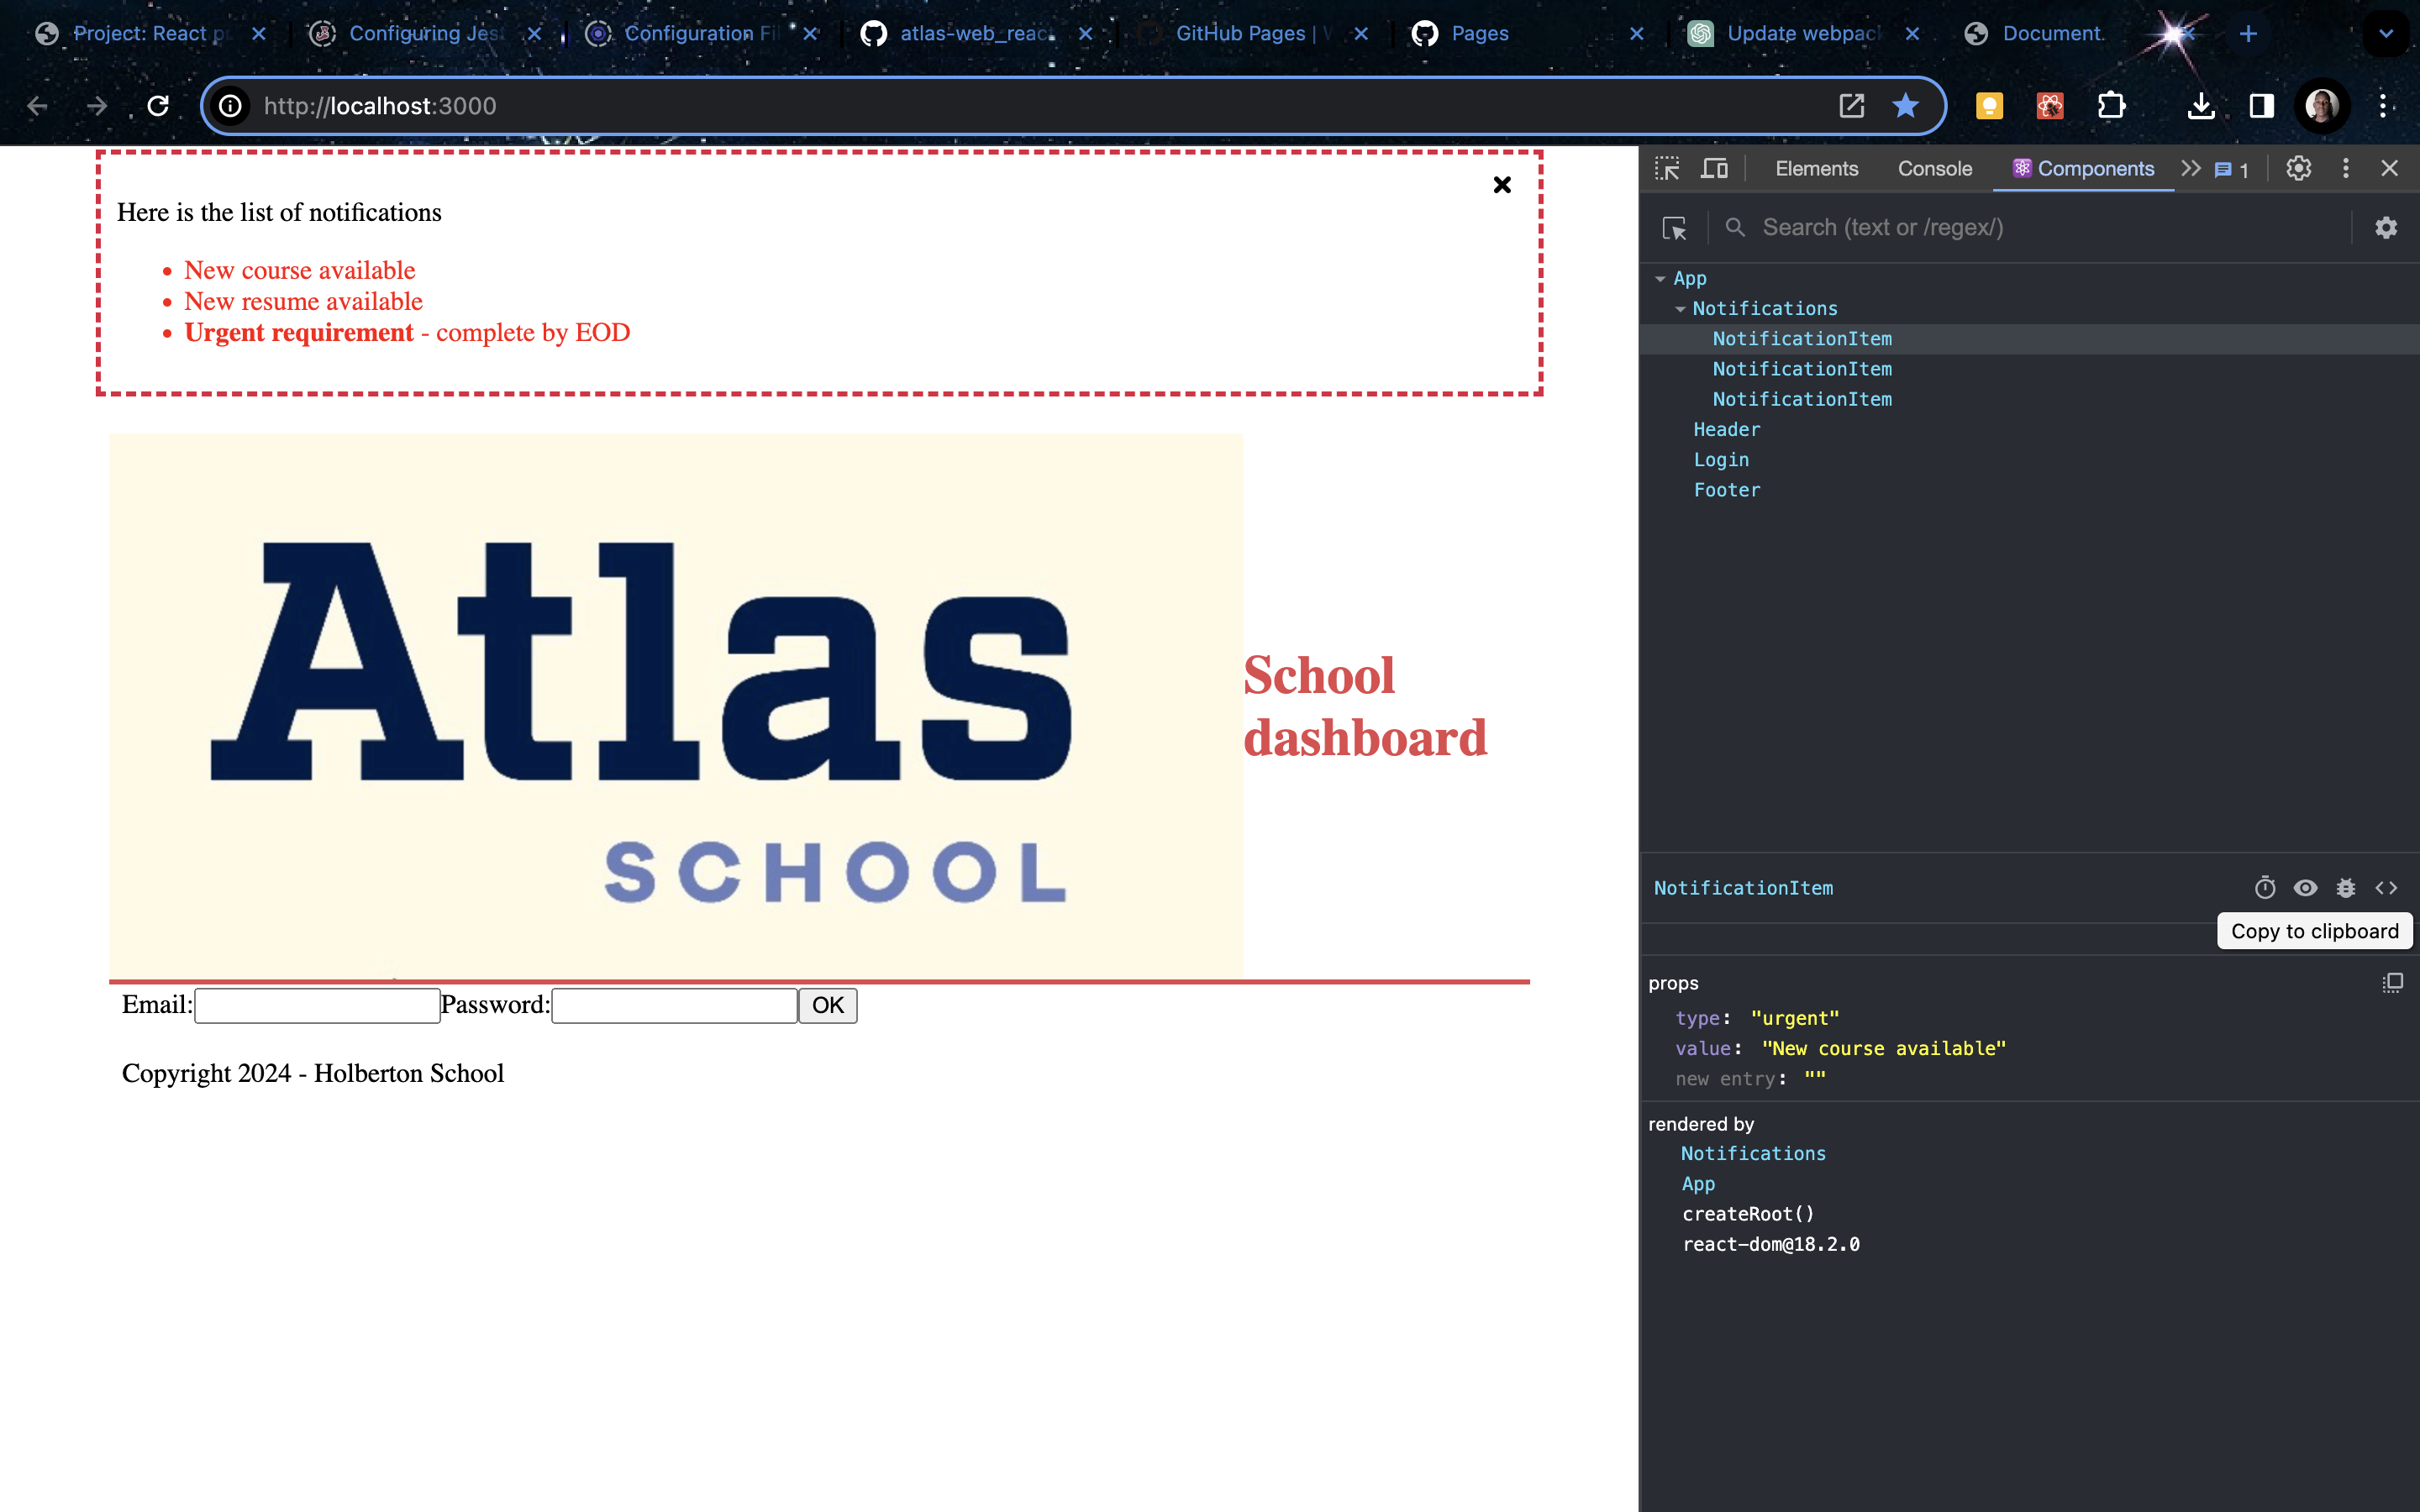 Project: React p
Configuring Jes
Configuration Fi
atlas-web_reac
GitHub Pages |
Pages
Update webpac
Document
http://localhost:3000
Here is the list of notifications
New course available
New resume available
Urgent requirement - complete by EOD
Atlas
SCHOOL
School
dashboard
Email:
Password:
OK
Copyright 2024 - Holberton School
Elements
Console
Components
1
Search (text or /regex/)
App
Notifications
NotificationItem
NotificationItem
NotificationItem
Header
Login
Footer
NotificationItem
Copy to clipboard
props
type: "urgent"
value: "New course available"
new entry: ""
rendered by
Notifications
App
createRoot()
react-dom@18.2.0